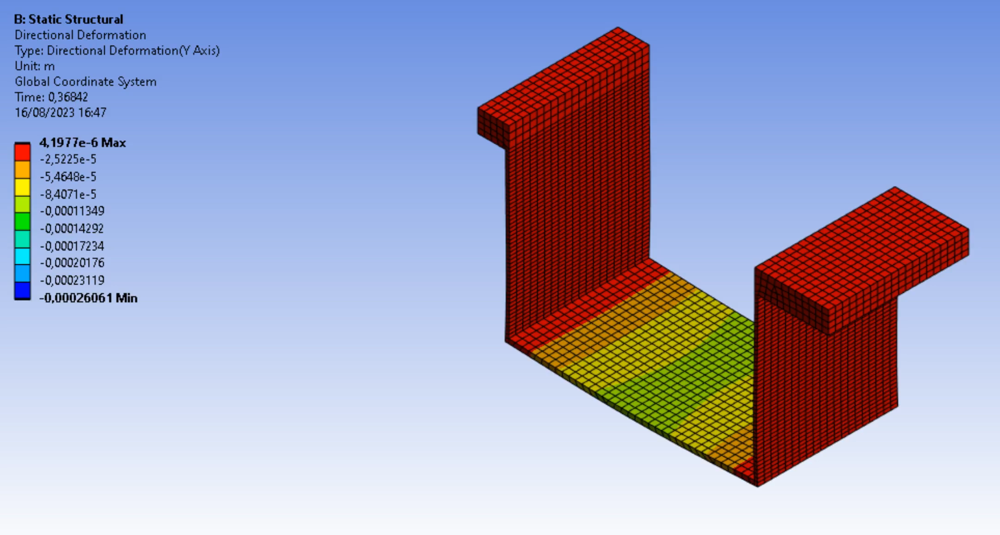 B: Static Structural
Directional Deformation
Type: Directional Deformation(Y Axis)
Unit: m
Global Coordinate System
Time: 0,36842
16/08/2023 16:47
4,1977e-6 Max
-2,5225e-5
-5,4648e-5
-8,4071e-5
-0,00011349
-0,00014292
-0,00017234
-0,00020176
-0,00023119
-0,00026061 Min